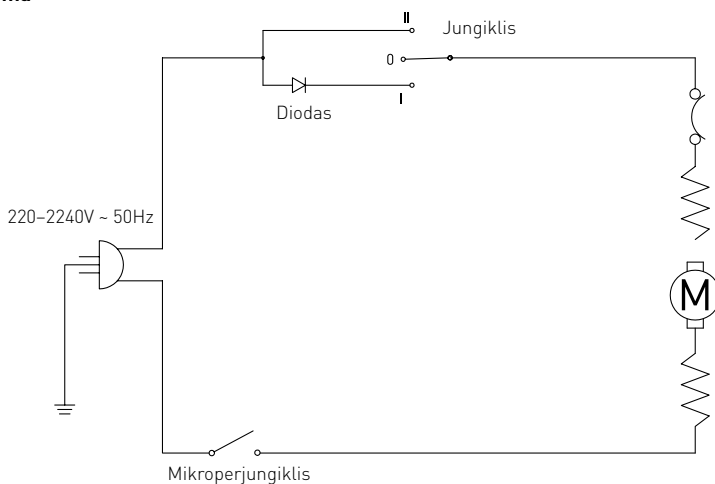 II
Jungiklis
0
I
Diodas
220–2240V ~ 50Hz
M
Mikroperjungiklis